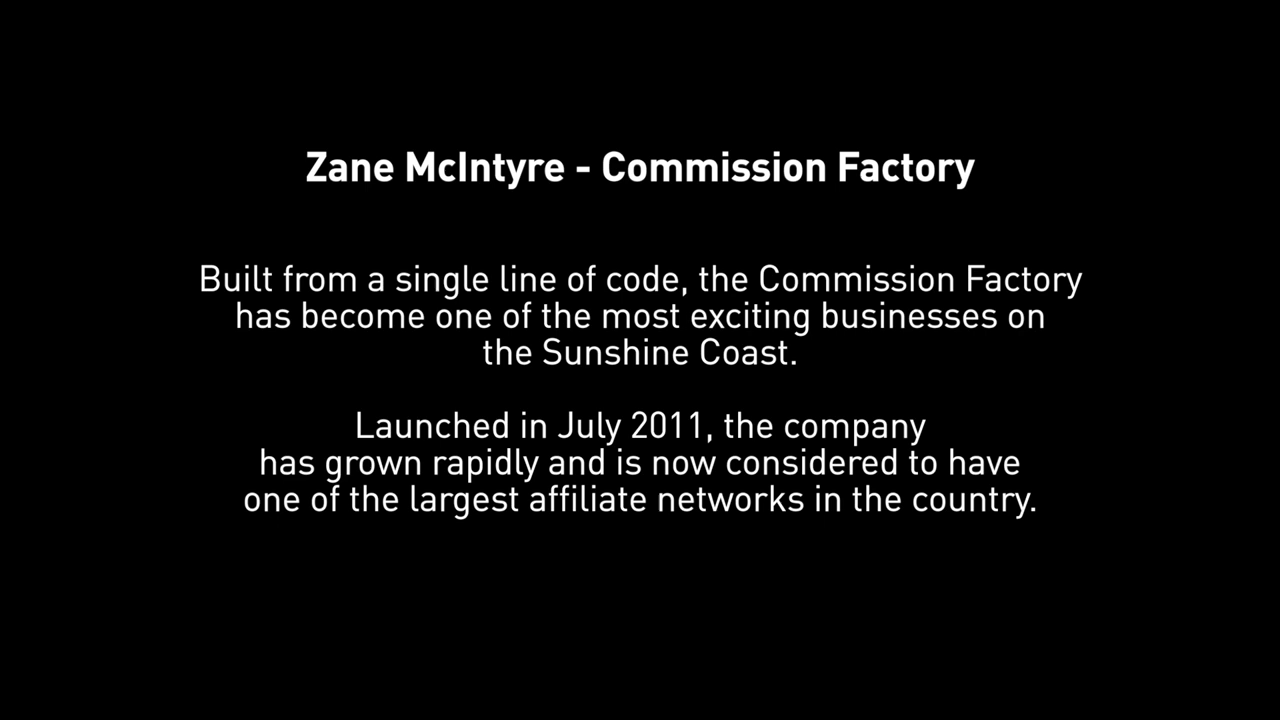 Zane McIntyre - Commission Factory
Built from a single line of code, the Commission Factory
has become one of the most exciting businesses on
the Sunshine Coast.
Launched in July 2011, the company
has grown rapidly and is now considered to have
one of the largest affiliate networks in the country.